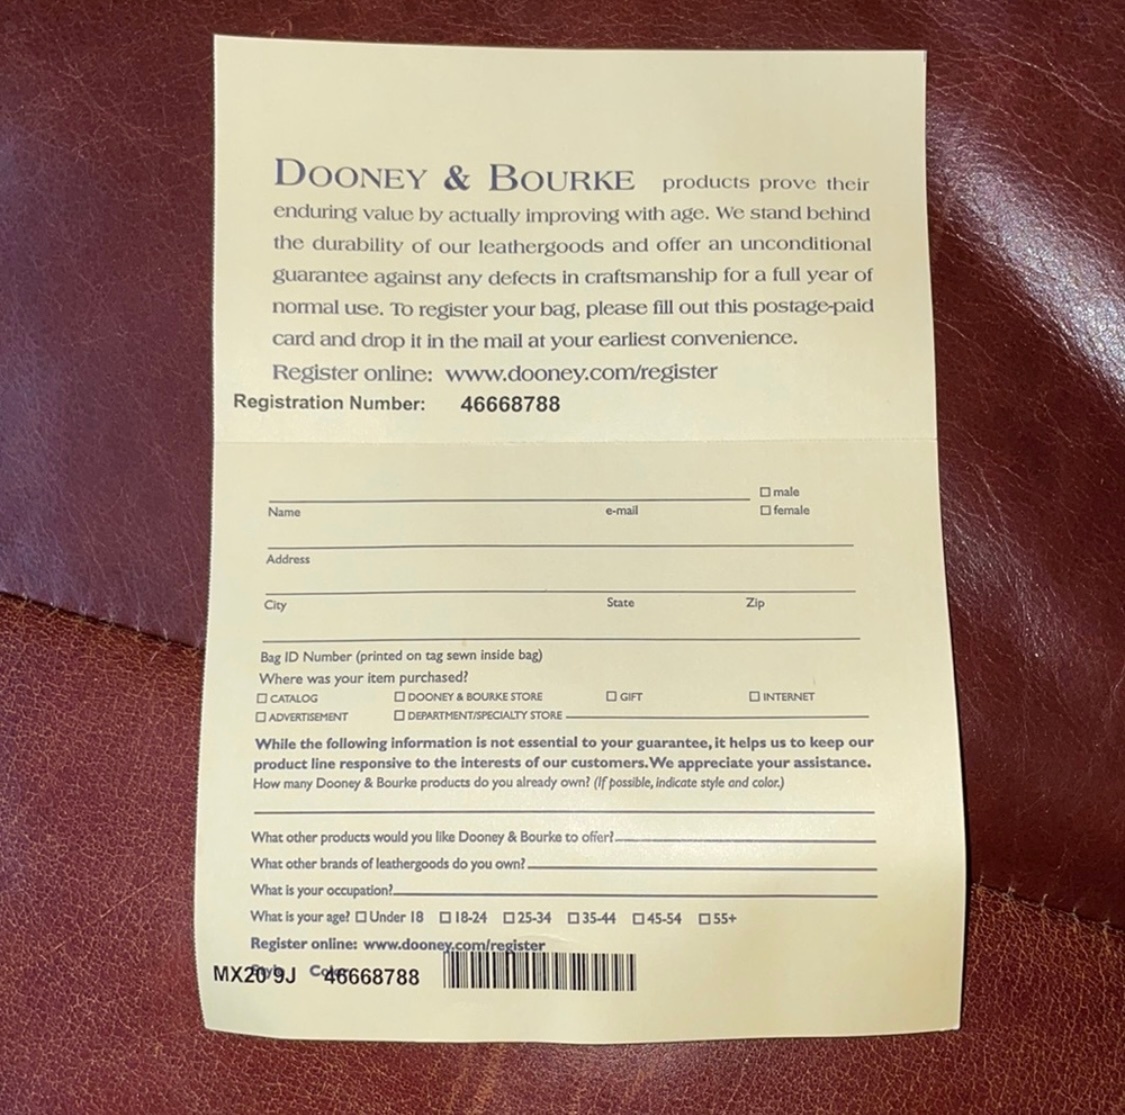 DOONEY & BOURKE products prove their
enduring value by actually improving with age. We stand behind
the durability of our leathergoods and offer an unconditional
guarantee against any defects in craftsmanship for a full year of
normal use. To register your bag, please fill out this postage-paid
card and drop it in the mail at your earliest convenience.
Register online: www.dooney.com/register
Registration Number: 46668788
☐ male
Name e-mail ☐ female
Address
City State Zip
Bag ID Number (printed on tag sewn inside bag)
Where was your item purchased?
☐ CATALOG ☐ DOONEY & BOURKE STORE ☐ GIFT ☐ INTERNET
☐ ADVERTISEMENT ☐ DEPARTMENT/SPECIALTY STORE
While the following information is not essential to your guarantee, it helps us to keep our
product line responsive to the interests of our customers. We appreciate your assistance.
How many Dooney & Bourke products do you already own? (If possible, indicate style and color.)
What other products would you like Dooney & Bourke to offer?
What other brands of leathergoods do you own?
What is your occupation?
What is your age? ☐ Under 18 ☐ 18-24 ☐ 25-34 ☐ 35-44 ☐ 45-54 ☐ 55+
Register online: www.dooney.com/register
46668788